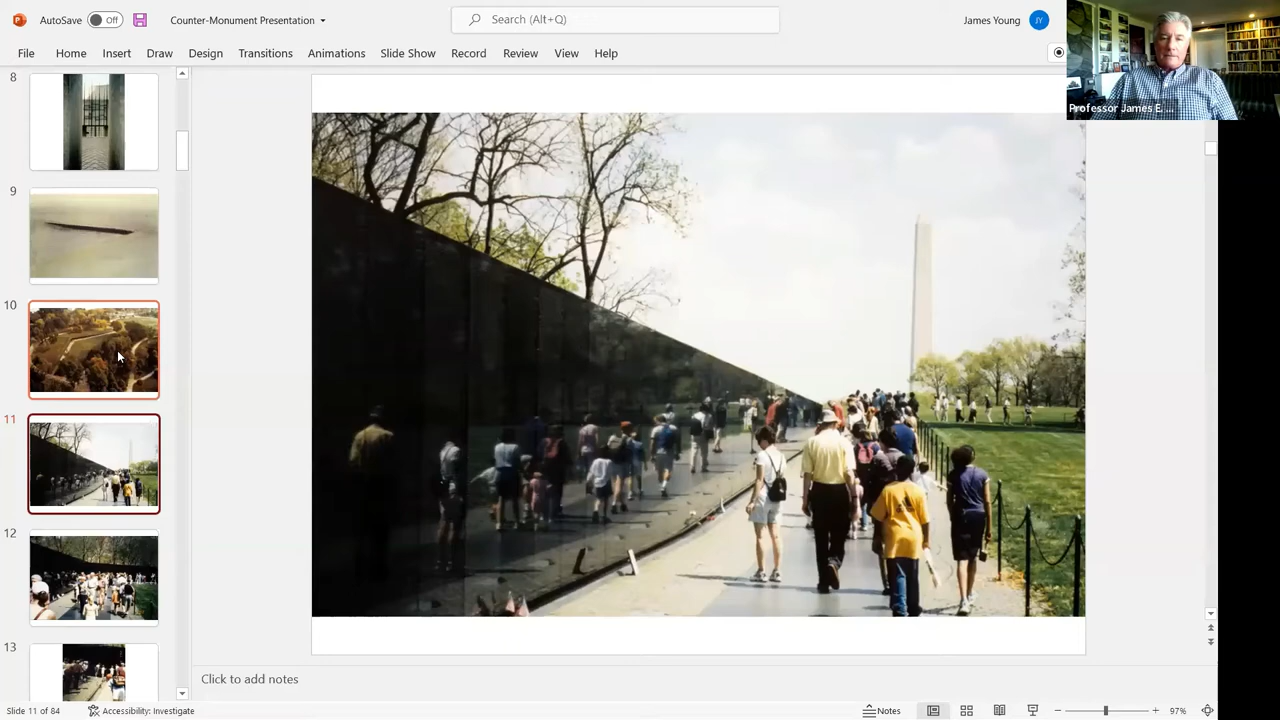 AutoSave Off Counter-Monument Presentation Search (Alt+Q) James Young JY
File Home Insert Draw Design Transitions Animations Slide Show Record Review View Help
Professor James E. ...
8
9
10
11
12
13
Click to add notes
Slide 11 of 84 Accessibility: Investigate Notes 97%